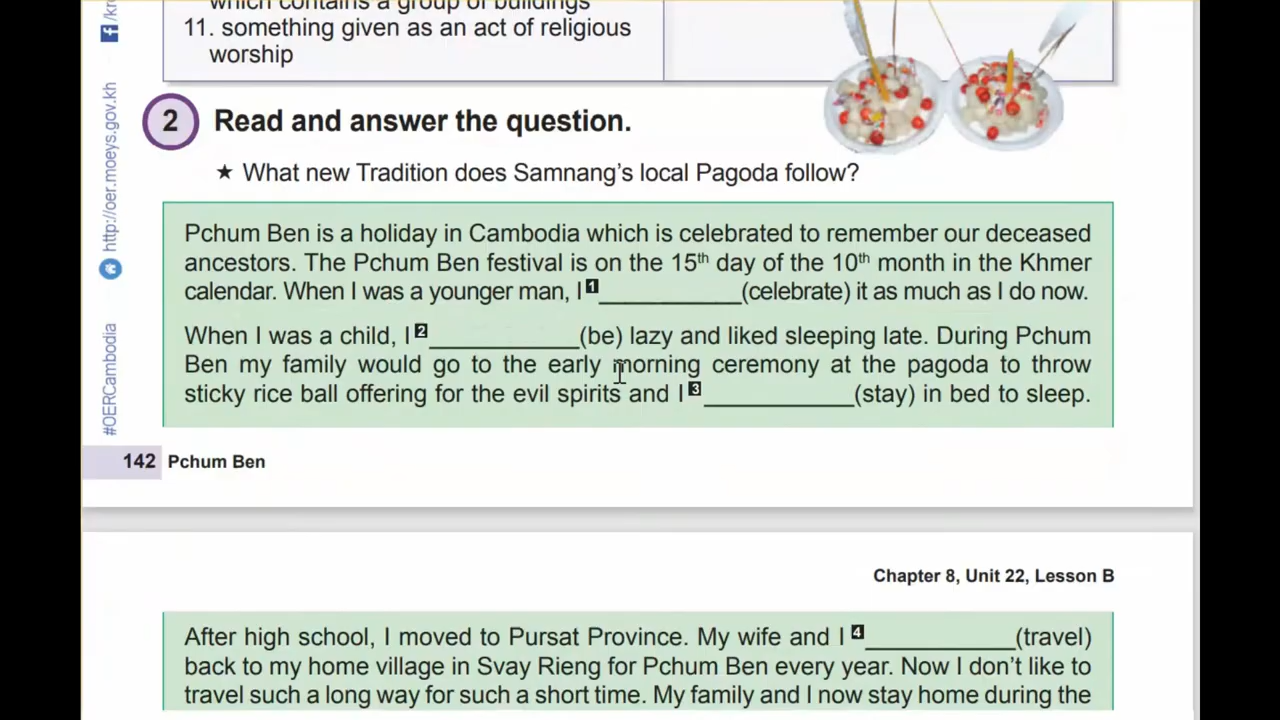 which contains a group of buildings
11. something given as an act of religious
worship
2 Read and answer the question.
★ What new Tradition does Samnang's local Pagoda follow?
Pchum Ben is a holiday in Cambodia which is celebrated to remember our deceased
ancestors. The Pchum Ben festival is on the 15th day of the 10th month in the Khmer
calendar. When I was a younger man, I 1 __________ (celebrate) it as much as I do now.
When I was a child, I 2 __________ (be) lazy and liked sleeping late. During Pchum
Ben my family would go to the early morning ceremony at the pagoda to throw
sticky rice ball offering for the evil spirits and I 3 __________ (stay) in bed to sleep.
142 Pchum Ben
Chapter 8, Unit 22, Lesson B
After high school, I moved to Pursat Province. My wife and I 4 __________ (travel)
back to my home village in Svay Rieng for Pchum Ben every year. Now I don't like to
travel such a long way for such a short time. My family and I now stay home during the
http://oer.moeys.gov.kh
#OERCambodia